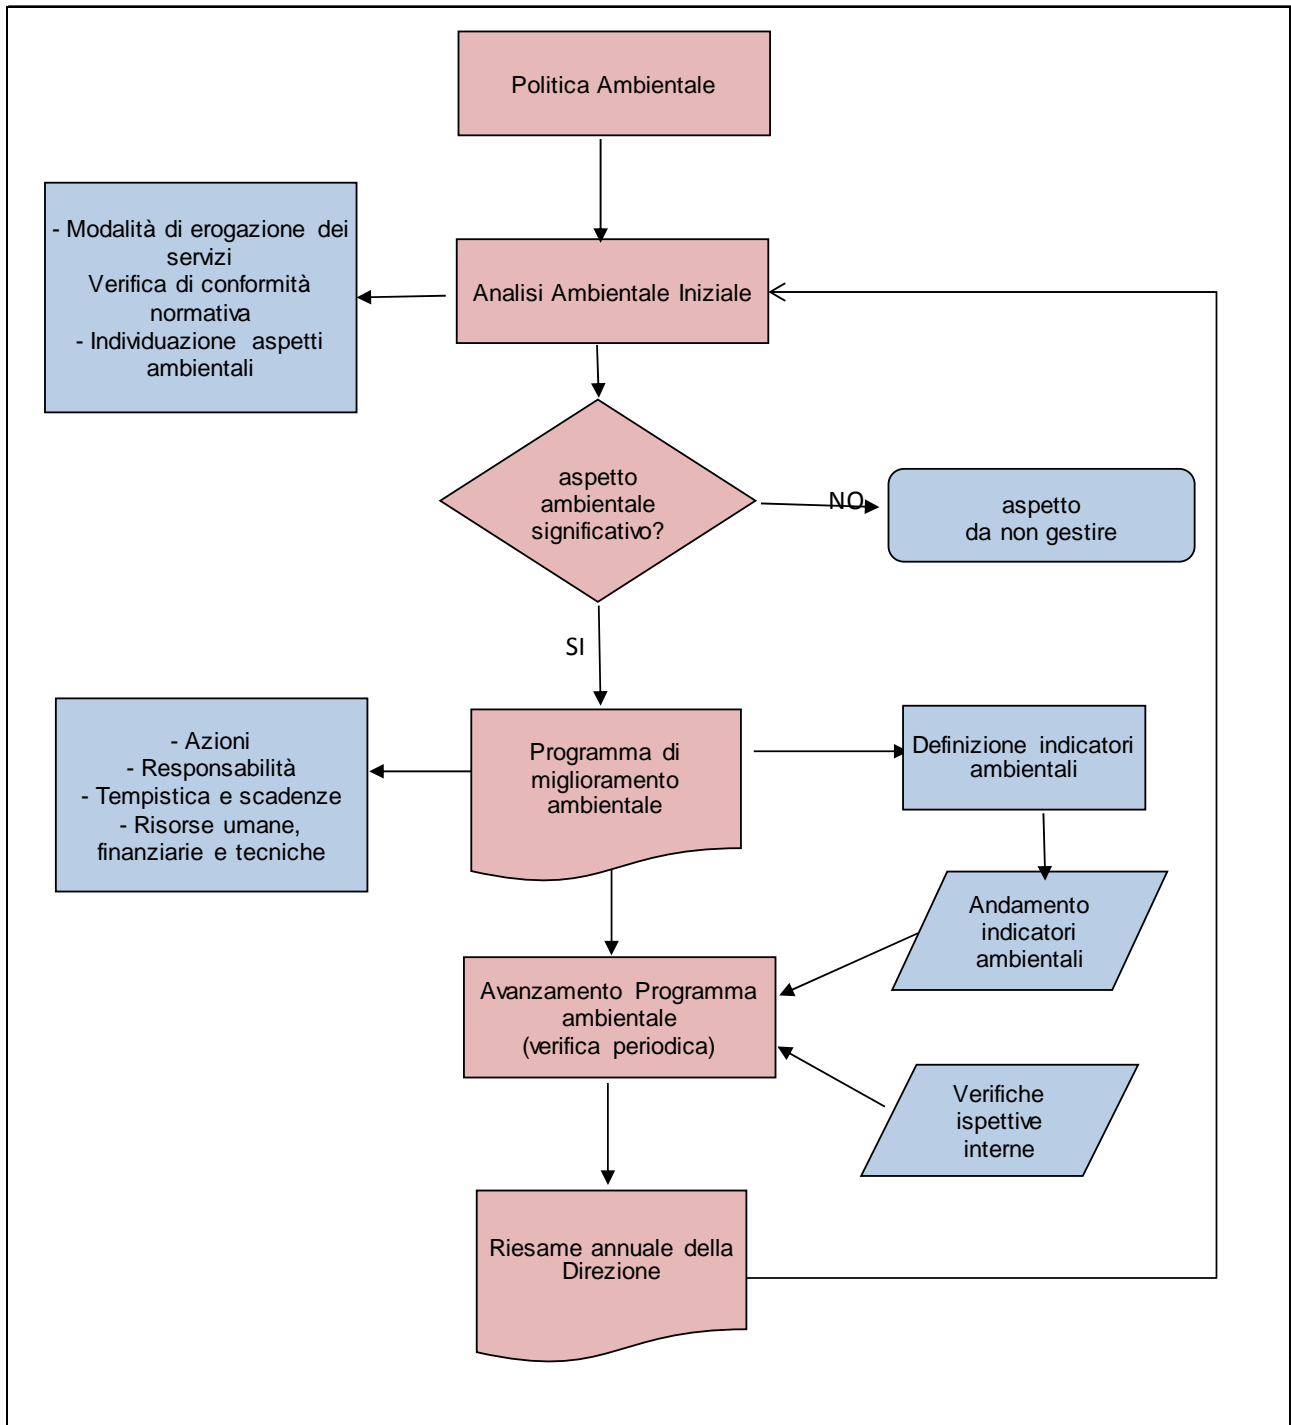 Politica Ambientale
- Modalità di erogazione dei
servizi
Verifica di conformità
normativa
- Individuazione aspetti
ambientali
Analisi Ambientale Iniziale
aspetto
ambientale
significativo?
NO
aspetto
da non gestire
SI
- Azioni
- Responsabilità
- Tempistica e scadenze
- Risorse umane,
finanziarie e tecniche
Programma di
miglioramento
ambientale
Definizione indicatori
ambientali
Andamento
indicatori
ambientali
Avanzamento Programma
ambientale
(verifica periodica)
Verifiche
ispettive
interne
Riesame annuale della
Direzione